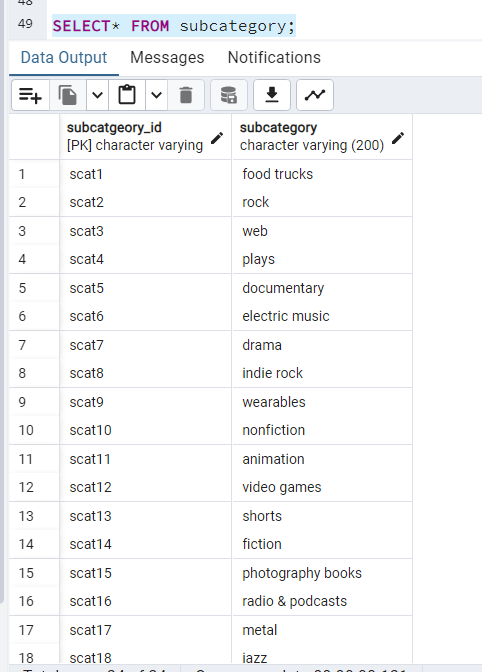 48
49 SELECT* FROM subcategory;
Data Output Messages Notifications
subcatgeory_id subcategory
[PK] character varying character varying (200)
1 scat1 food trucks
2 scat2 rock
3 scat3 web
4 scat4 plays
5 scat5 documentary
6 scat6 electric music
7 scat7 drama
8 scat8 indie rock
9 scat9 wearables
10 scat10 nonfiction
11 scat11 animation
12 scat12 video games
13 scat13 shorts
14 scat14 fiction
15 scat15 photography books
16 scat16 radio & podcasts
17 scat17 metal
18 scat18 jazz